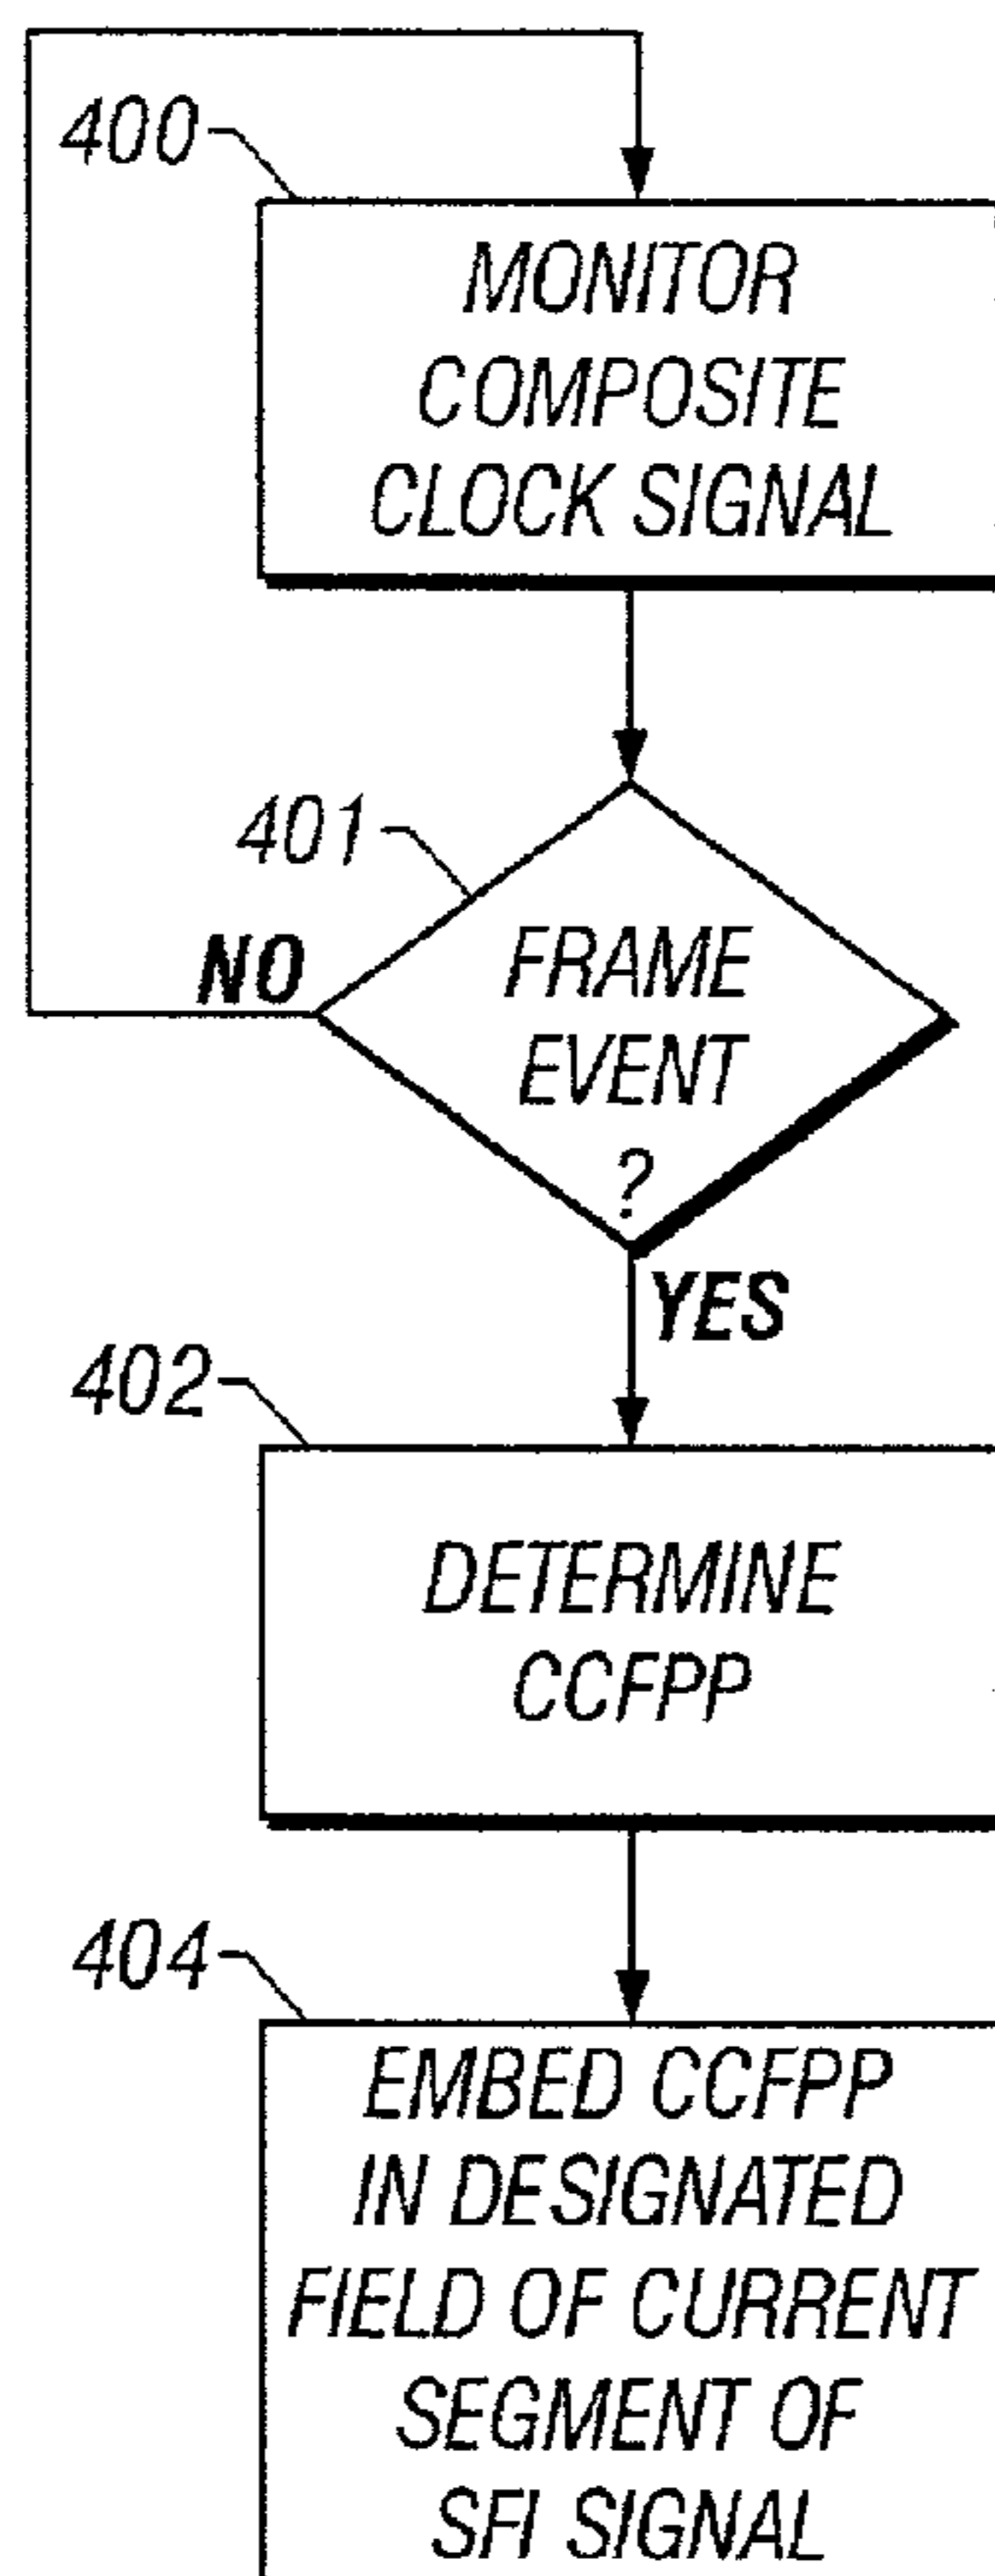 400
MONITOR
COMPOSITE
CLOCK SIGNAL
401
NO
FRAME
EVENT
?
YES
402
DETERMINE
CCFPP
404
EMBED CCFPP
IN DESIGNATED
FIELD OF CURRENT
SEGMENT OF
SFI SIGNAL